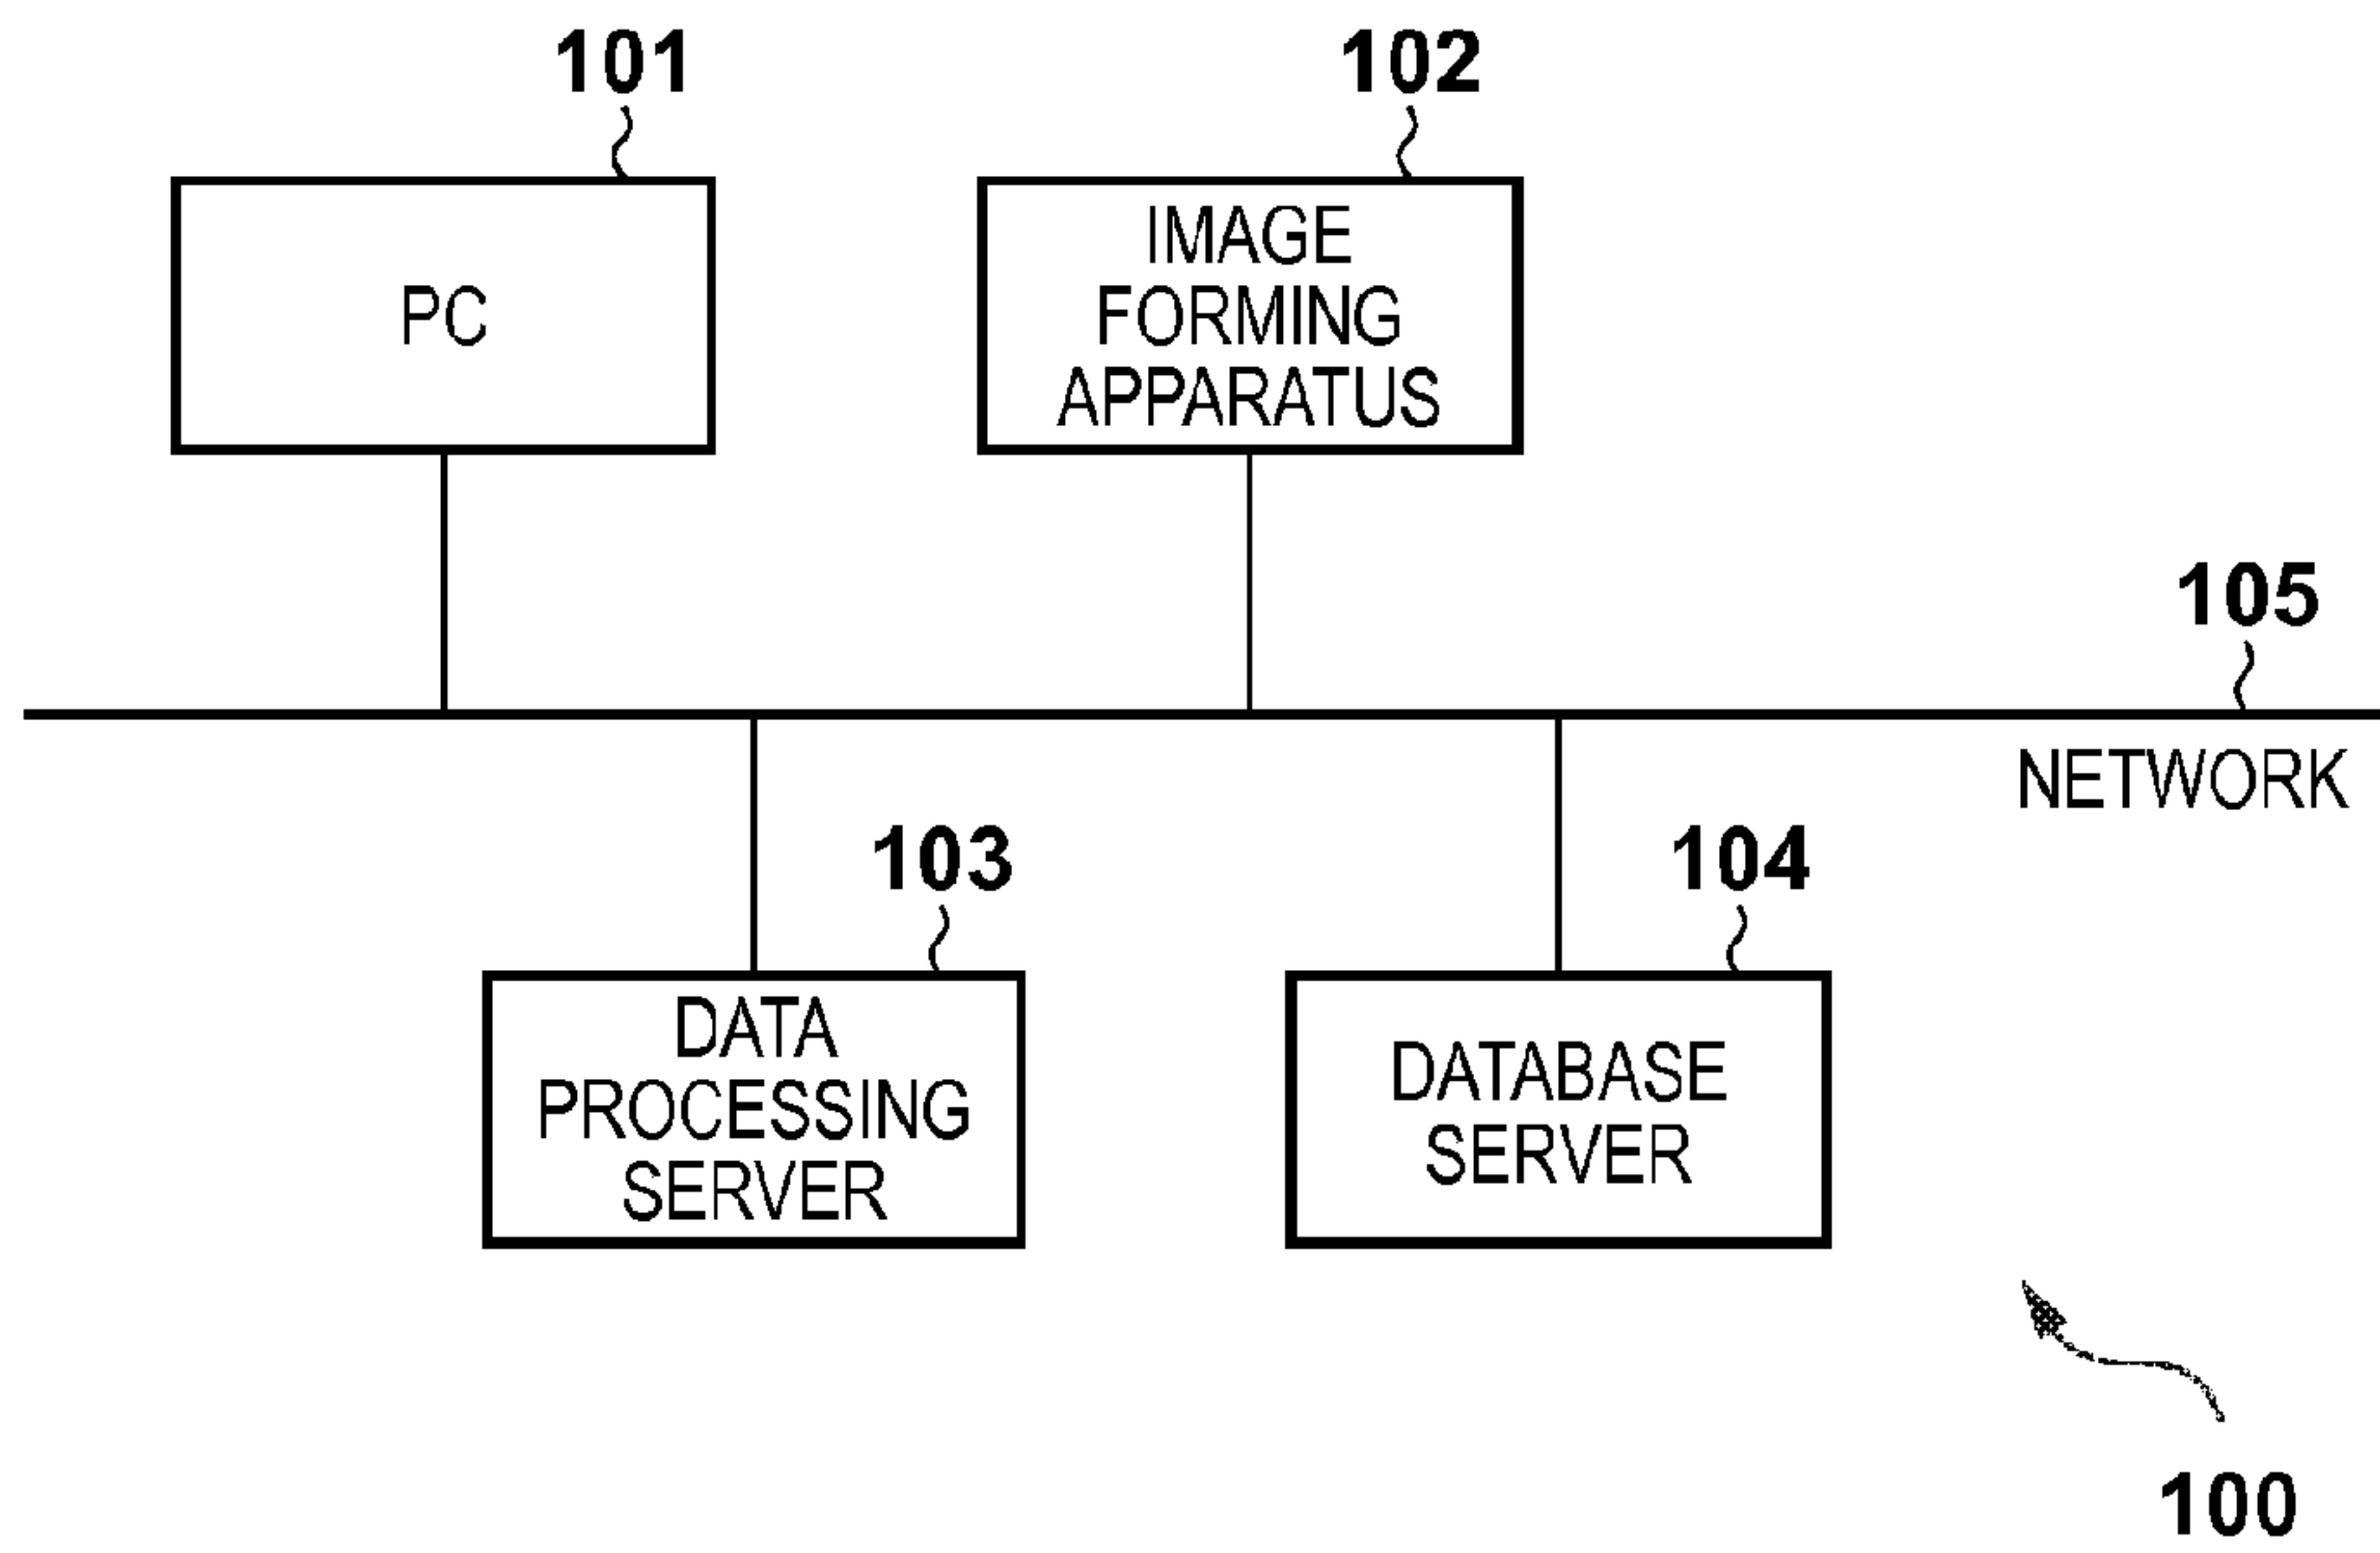 101
102
PC
IMAGE
FORMING
APPARATUS
105
NETWORK
103
104
DATA
PROCESSING
SERVER
DATABASE
SERVER
100